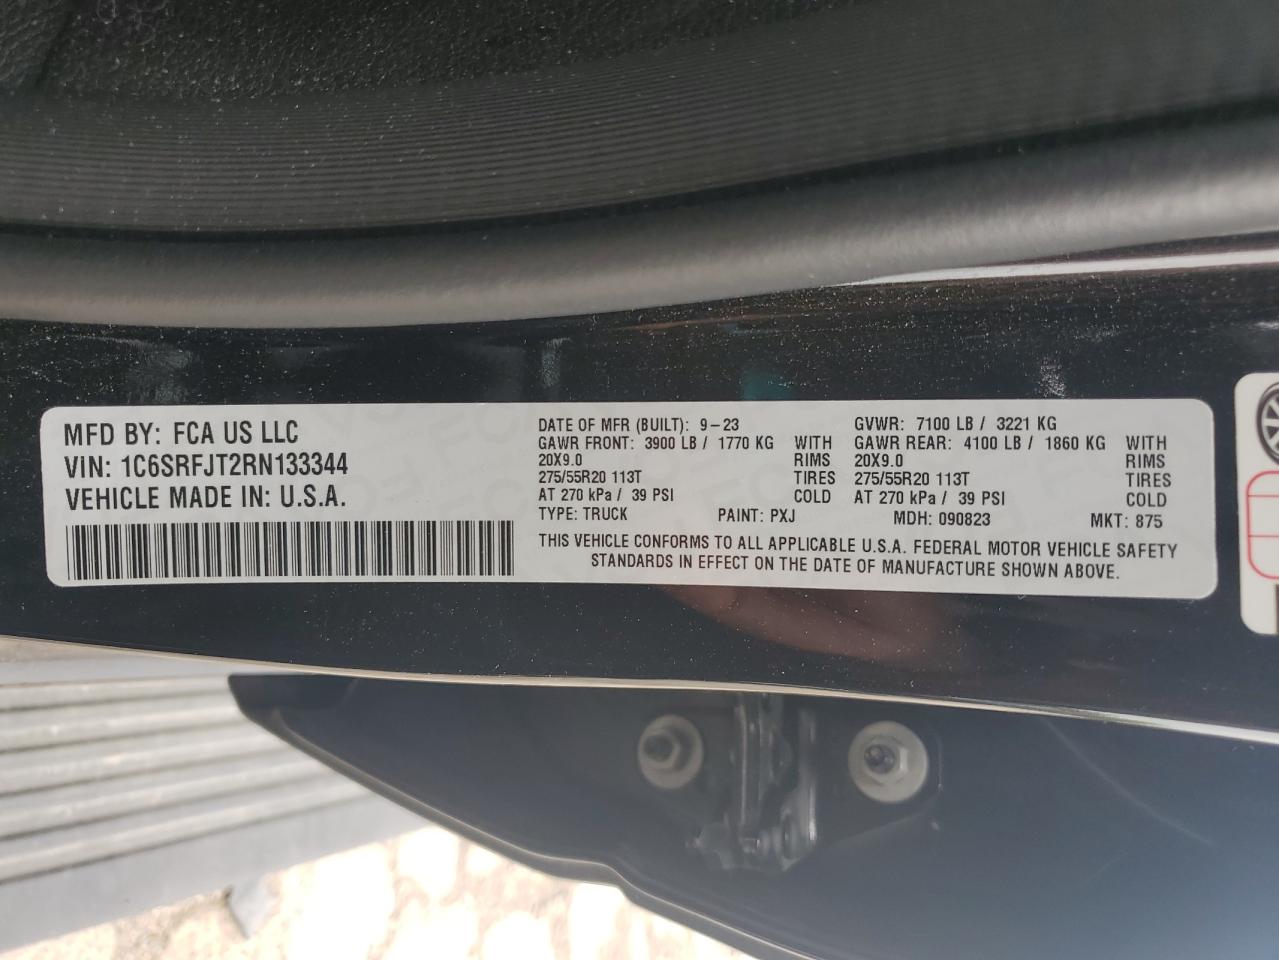 MFD BY: FCA US LLC
VIN: 1C6SRFJT2RN133344
VEHICLE MADE IN: U.S.A.
DATE OF MFR (BUILT): 9-23
GAWR FRONT: 3900 LB / 1770 KG WITH
20X9.0 RIMS
275/55R20 113T TIRES
AT 270 kPa / 39 PSI COLD
GVWR: 7100 LB / 3221 KG
GAWR REAR: 4100 LB / 1860 KG WITH
20X9.0 RIMS
275/55R20 113T TIRES
AT 270 kPa / 39 PSI COLD
TYPE: TRUCK PAINT: PXJ MDH: 090823 MKT: 875
THIS VEHICLE CONFORMS TO ALL APPLICABLE U.S.A. FEDERAL MOTOR VEHICLE SAFETY
STANDARDS IN EFFECT ON THE DATE OF MANUFACTURE SHOWN ABOVE.